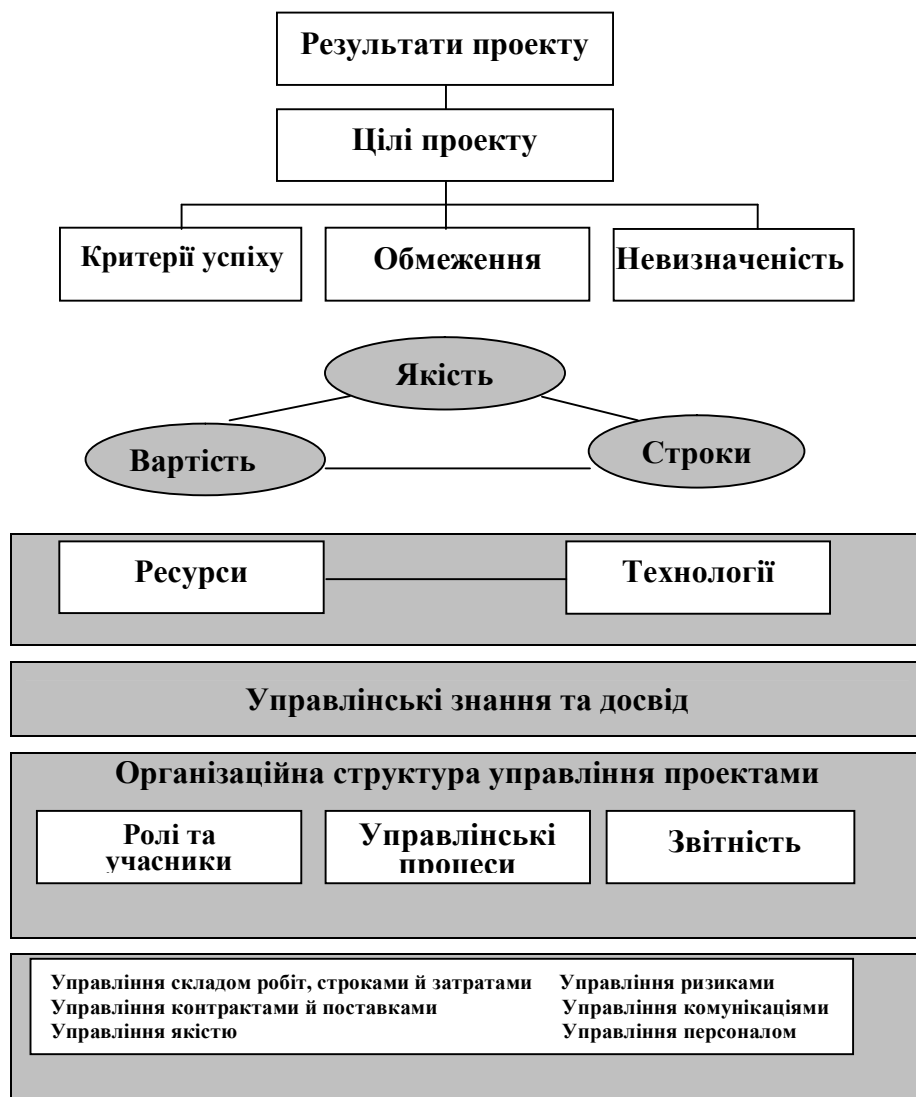 Результати проекту
Цілі проекту
Критерії успіху
Обмеження
Невизначеність
Якість
Вартість
Строки
Ресурси
Технології
Управлінські знання та досвід
Організаційна структура управління проектами
Ролі та
учасники
Управлінські
процеси
Звітність
Управління складом робіт, строками й затратами Управління ризиками
Управління контрактами й поставками Управління комунікаціями
Управління якістю Управління персоналом